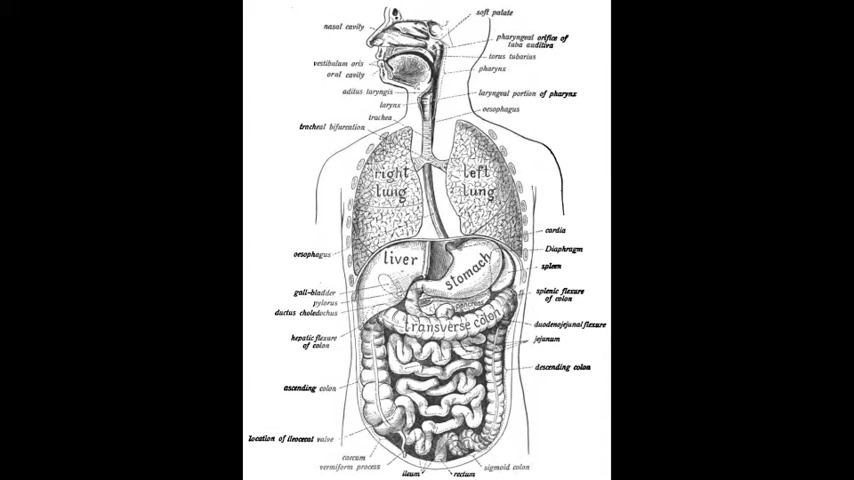 soft palate
nasal cavity
pharyngeal orifice of
tuba auditiva
torus tubarius
vestibulum oris
pharynx
oral cavity
aditus laryngis
laryngeal portion of pharynx
larynx
oesophagus
trachea
tracheal bifurcation
right
lung
left
lung
cardia
Diaphragm
oesophagus
liver
stomach
spleen
gall-bladder
splenic flexure
of colon
pylorus
pancreas
ductus choledochus
transverse colon
duodenojejunal flexure
hepatic flexure
of colon
jejunum
descending colon
ascending colon
location of ileocecal valve
coecum
vermiform process
sigmoid colon
ileum
rectum